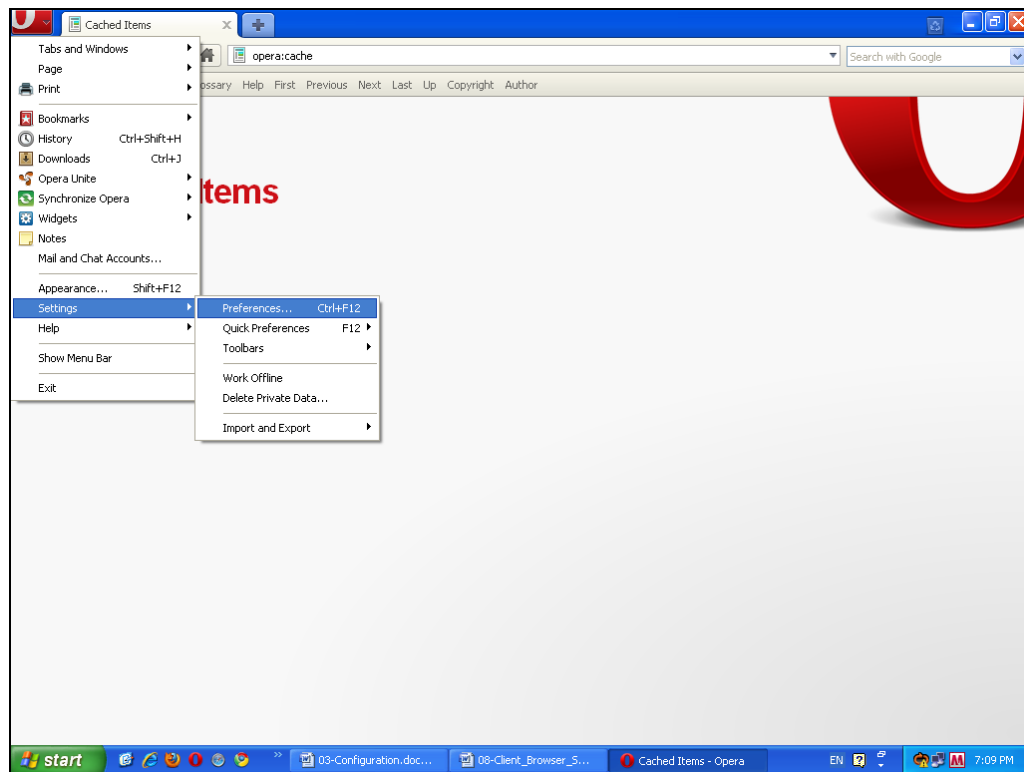 Cached Items
opera:cache
Search with Google
ossary Help First Previous Next Last Up Copyright Author
Items
Tabs and Windows
Page
Print
Bookmarks
History Ctrl+Shift+H
Downloads Ctrl+J
Opera Unite
Synchronize Opera
Widgets
Notes
Mail and Chat Accounts...
Appearance... Shift+F12
Settings
Help
Show Menu Bar
Exit
Preferences... Ctrl+F12
Quick Preferences F12
Toolbars
Work Offline
Delete Private Data...
Import and Export
start
03-Configuration.doc...
08-Client_Browser_S...
Cached Items - Opera
EN
7:09 PM